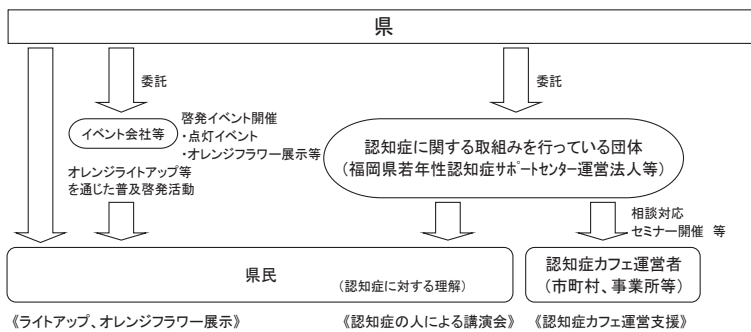 県
委託
委託
イベント会社等
啓発イベント開催
・点灯イベント
・オレンジフラワー展示等
オレンジライトアップ等
を通じた普及啓発活動
認知症に関する取組みを行っている団体
(福岡県若年性認知症サポートセンター運営法人等)
相談対応
セミナー開催 等
県民
(認知症に対する理解)
認知症カフェ運営者
(市町村、事業所等)
《ライトアップ、オレンジフラワー展示》
《認知症の人による講演会》
《認知症カフェ運営支援》